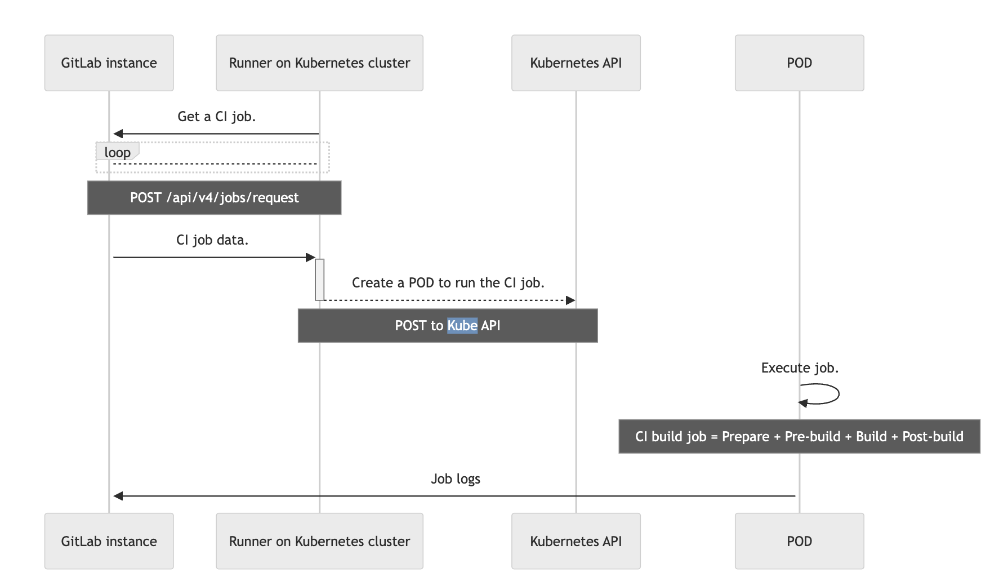 GitLab instance
Runner on Kubernetes cluster
Kubernetes API
POD
Get a CI job.
loop
POST /api/v4/jobs/request
CI job data.
Create a POD to run the CI job.
POST to Kube API
Execute job.
CI build job = Prepare + Pre-build + Build + Post-build
Job logs
GitLab instance
Runner on Kubernetes cluster
Kubernetes API
POD